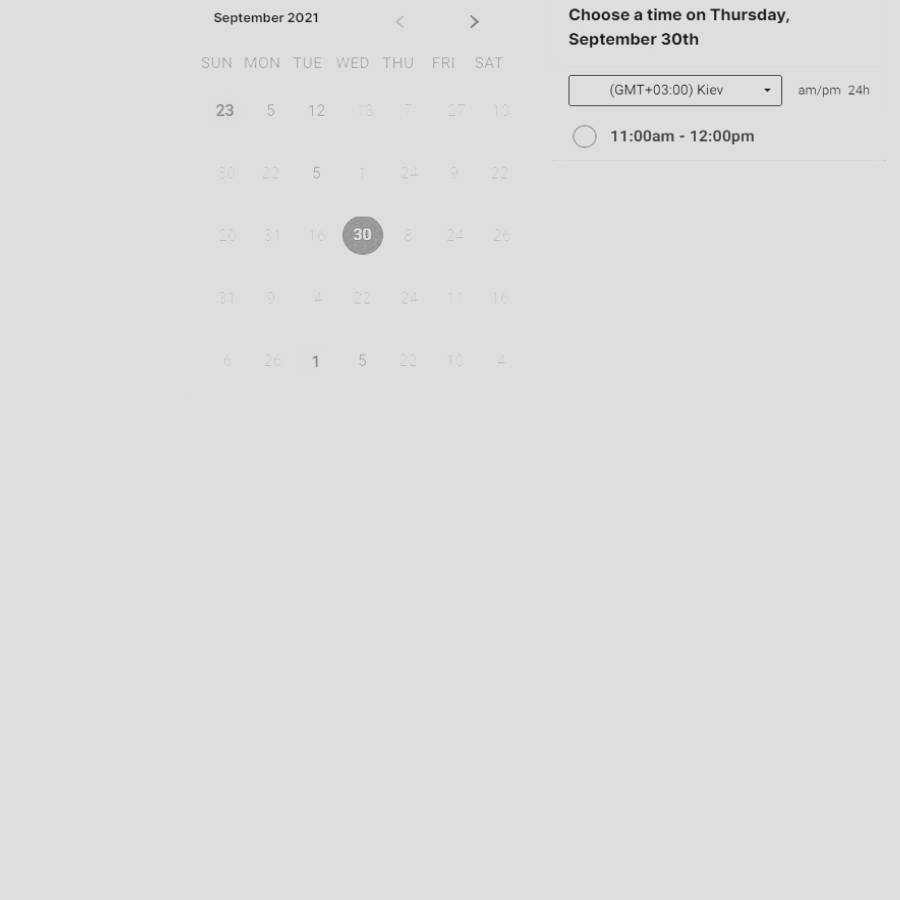 September 2021
SUN MON TUE WED THU FRI SAT
23 5 12 13 7 27
30 22 5 1 24 9 22
20 31 16 30 8 24 26
31 9 4 22 24 11 16
6 26 1 5 22 4
Choose a time on Thursday,
September 30th
(GMT+03:00) Kiev am/pm 24h
11:00am - 12:00pm